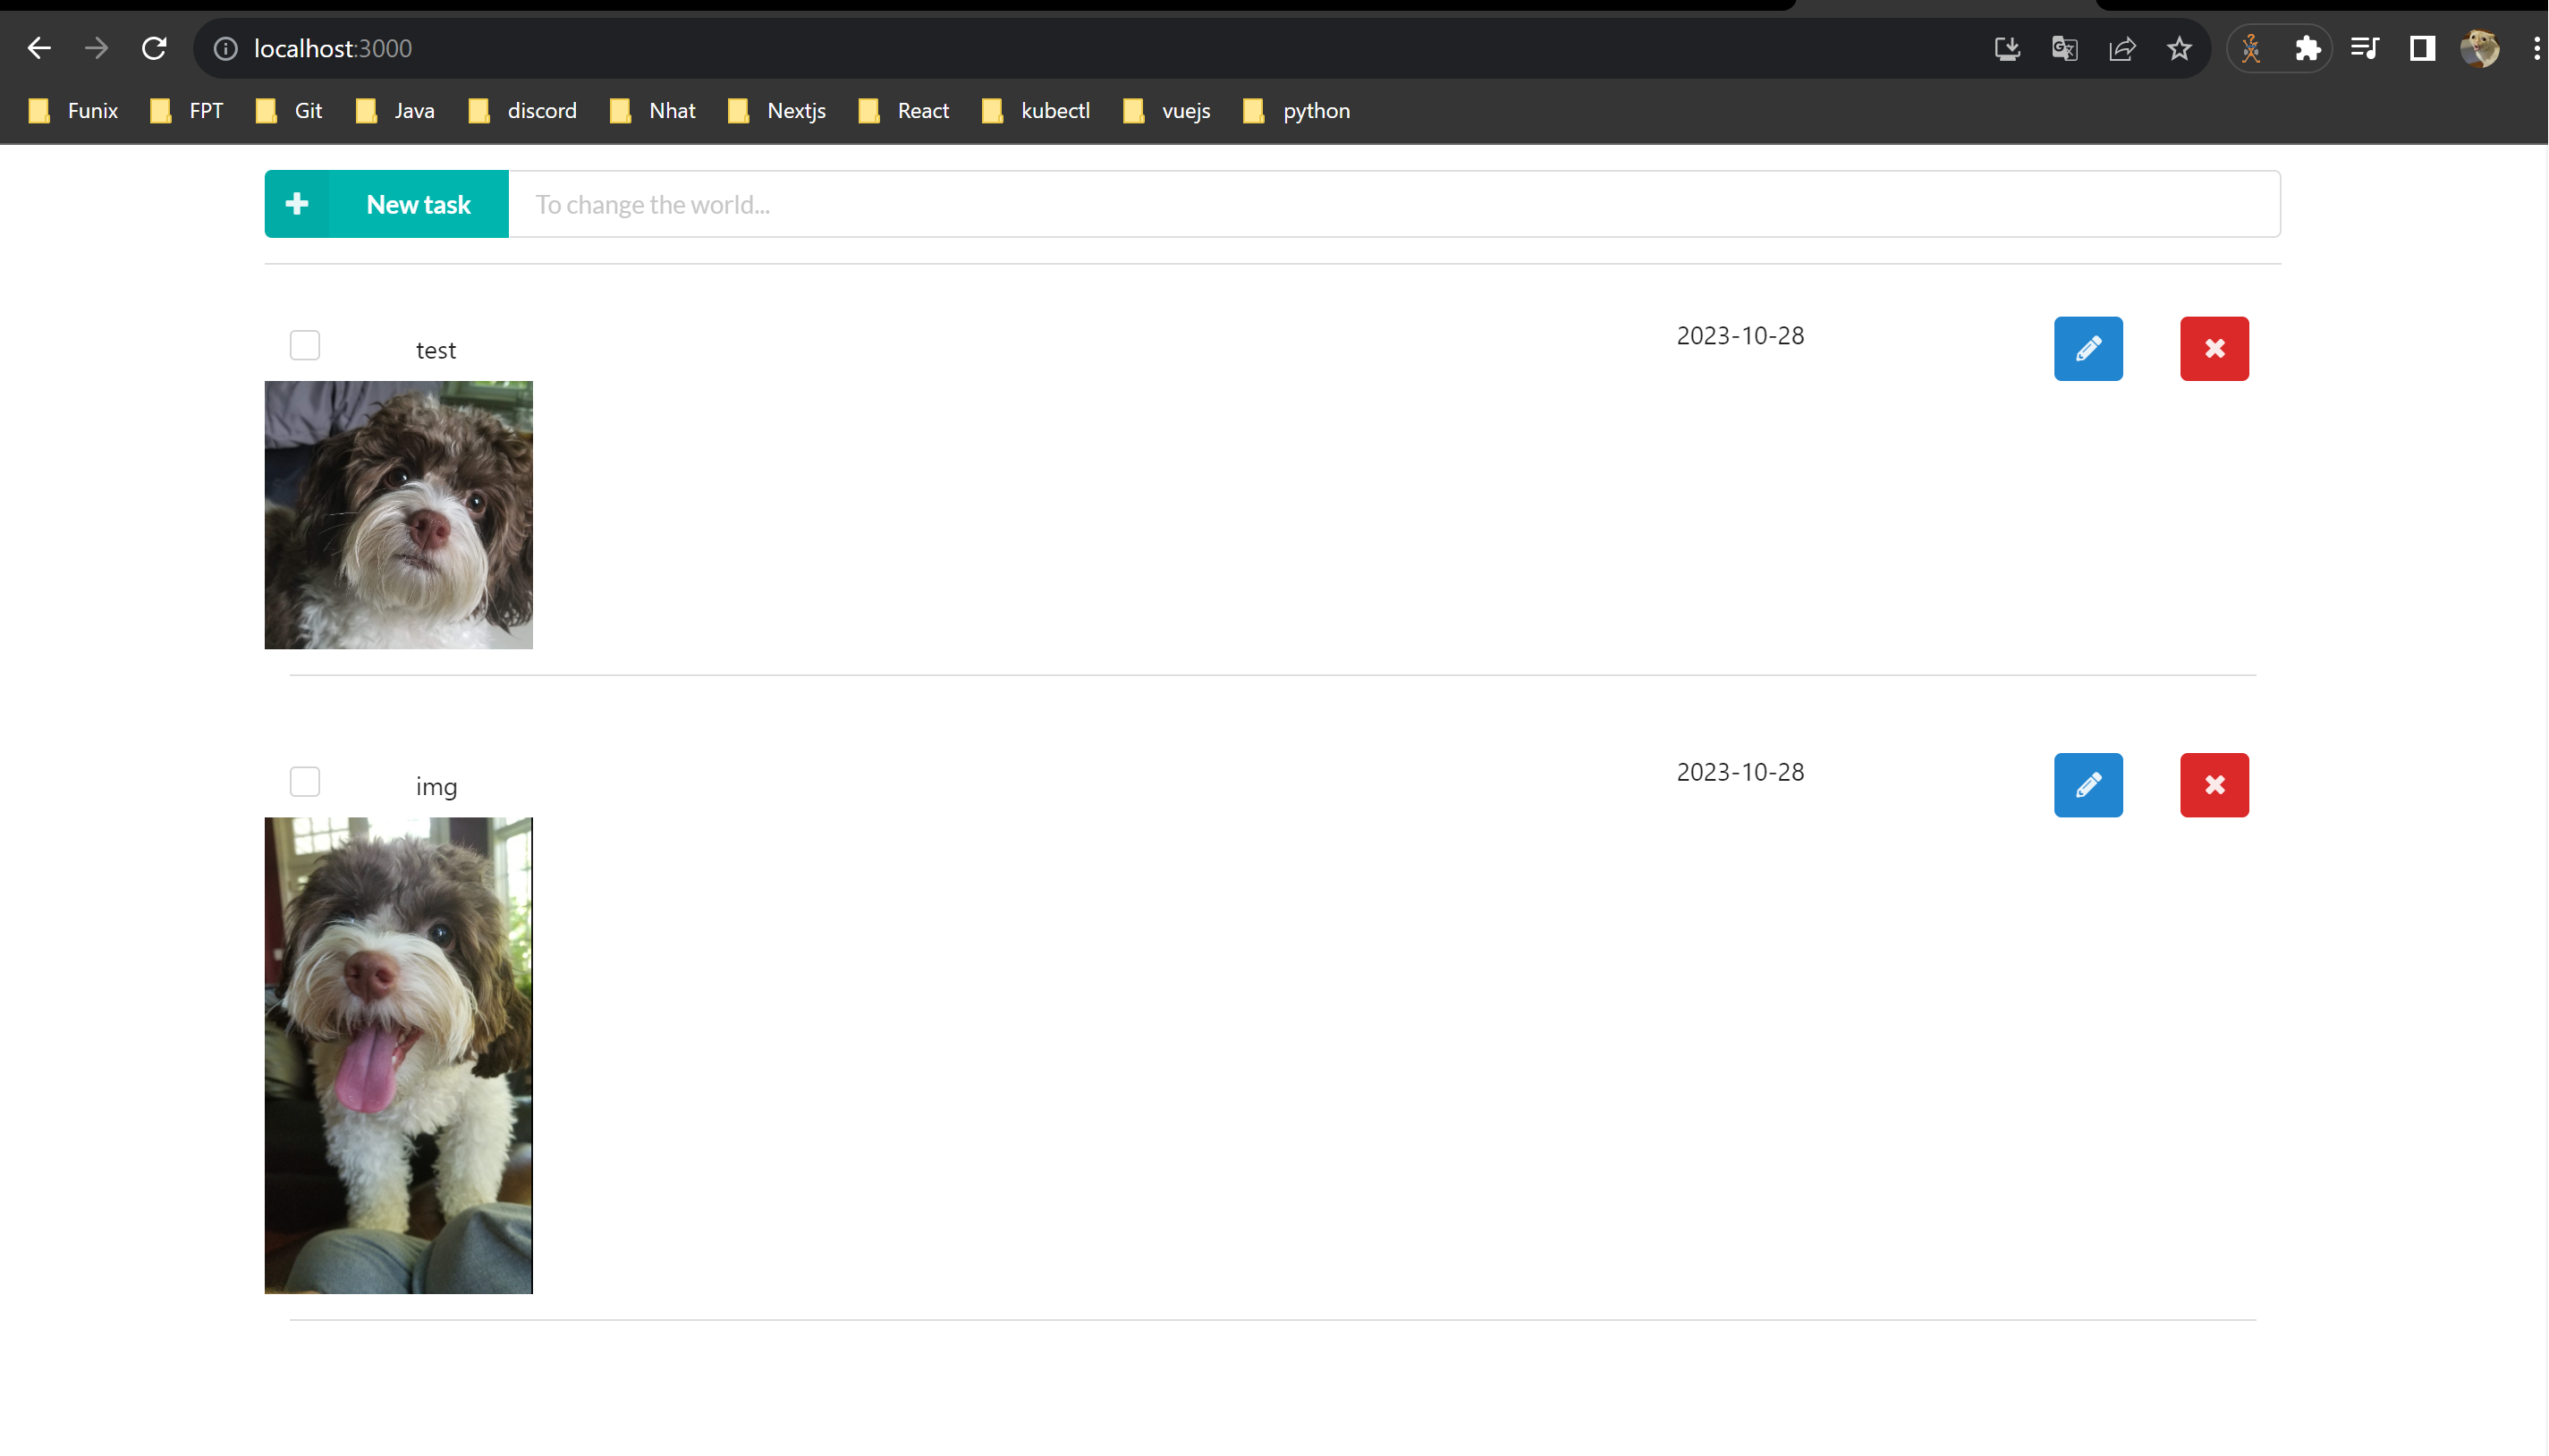 localhost:3000
Funix FPT Git Java discord Nhat Nextjs React kubectl vuejs python
New task To change the world...
test 2023-10-28
img 2023-10-28